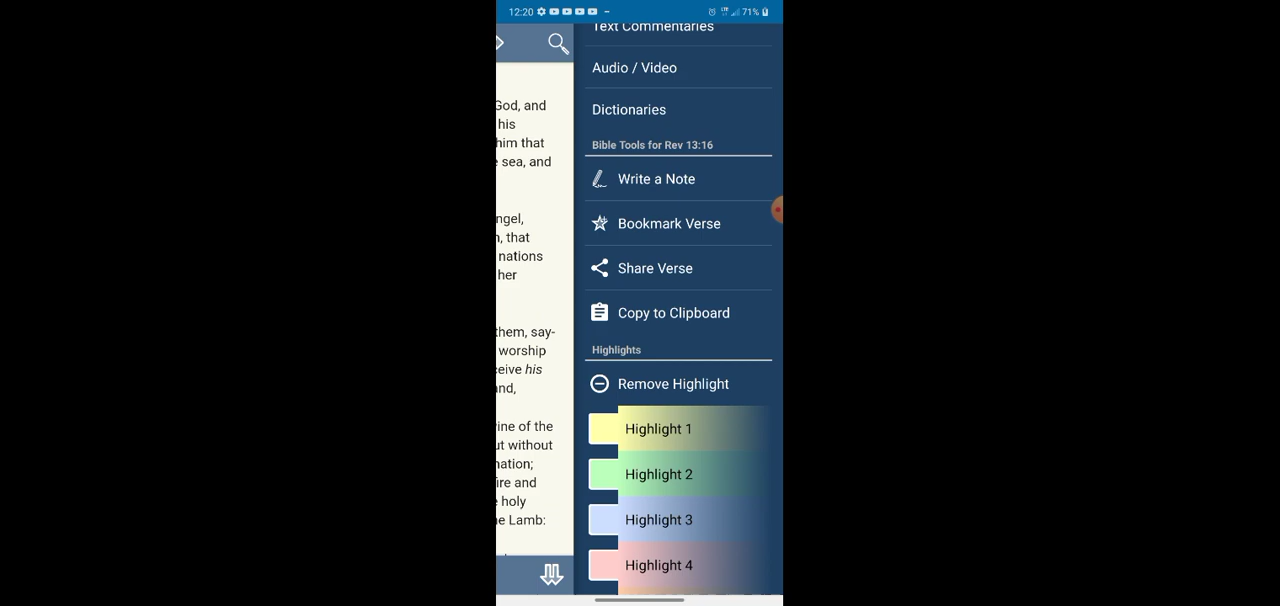 12:20
LTE 71%
God, and
his
him that
sea, and
ngel,
that
nations
her
them, say-
worship
ceive his
and,
ine of the
ut without
nation;
ire and
holy
Lamb:
Text Commentaries
Audio / Video
Dictionaries
Bible Tools for Rev 13:16
Write a Note
Bookmark Verse
Share Verse
Copy to Clipboard
Highlights
Remove Highlight
Highlight 1
Highlight 2
Highlight 3
Highlight 4